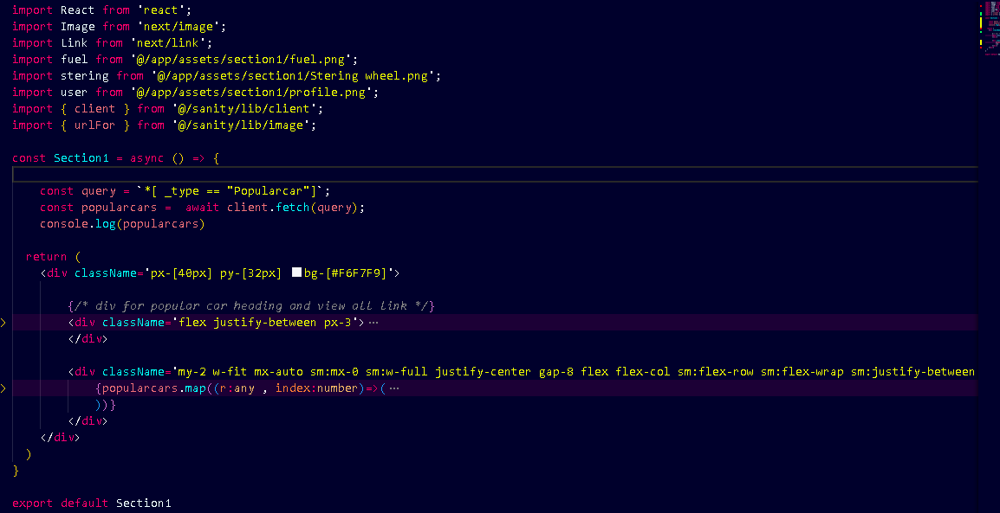 import React from 'react';
import Image from 'next/image';
import Link from 'next/link';
import fuel from '@/app/assets/section1/fuel.png';
import stering from '@/app/assets/section1/Stering wheel.png';
import user from '@/app/assets/section1/profile.png';
import { client } from '@/sanity/lib/client';
import { urlFor } from '@/sanity/lib/image';
const Section1 = async () => {
const query = `*[ _type == "Popularcar"]`;
const popularcars =  await client.fetch(query);
console.log(popularcars)
return (
<div className='px-[40px] py-[32px] bg-[#F6F7F9]'>
{/* div for popular car heading and view all link */}
<div className='flex justify-between px-3'>⋯
</div>
<div className='my-2 w-fit mx-auto sm:mx-0 sm:w-full justify-center gap-8 flex flex-col sm:flex-row sm:flex-wrap sm:justify-between
{popularcars.map((r:any , index:number)=>(⋯
))}
</div>
</div>
)
}
export default Section1